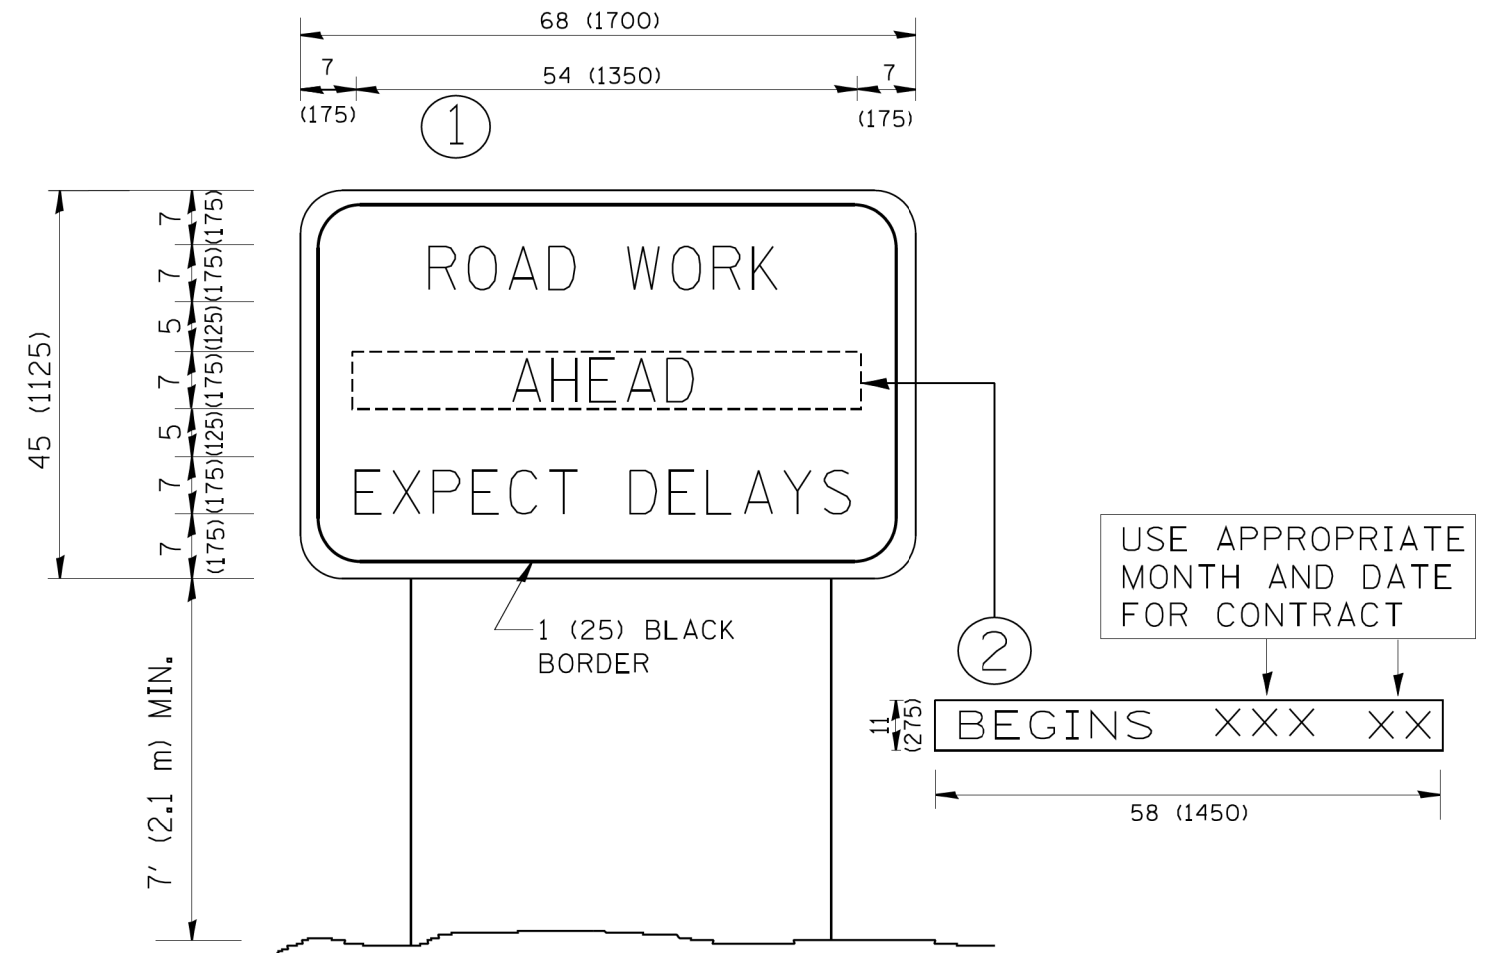 68 (1700)
7
54 (1350)
7
(175)
(175)
1
7
(175)
7
(175)
5
(125)
7
(175)
5
(125)
7
(175)
7
(175)
45 (1125)
ROAD WORK
AHEAD
EXPECT DELAYS
1 (25) BLACK
BORDER
7' (2.1 m) MIN.
USE APPROPRIATE
MONTH AND DATE
FOR CONTRACT
2
11
(275)
BEGINS XXX XX
58 (1450)